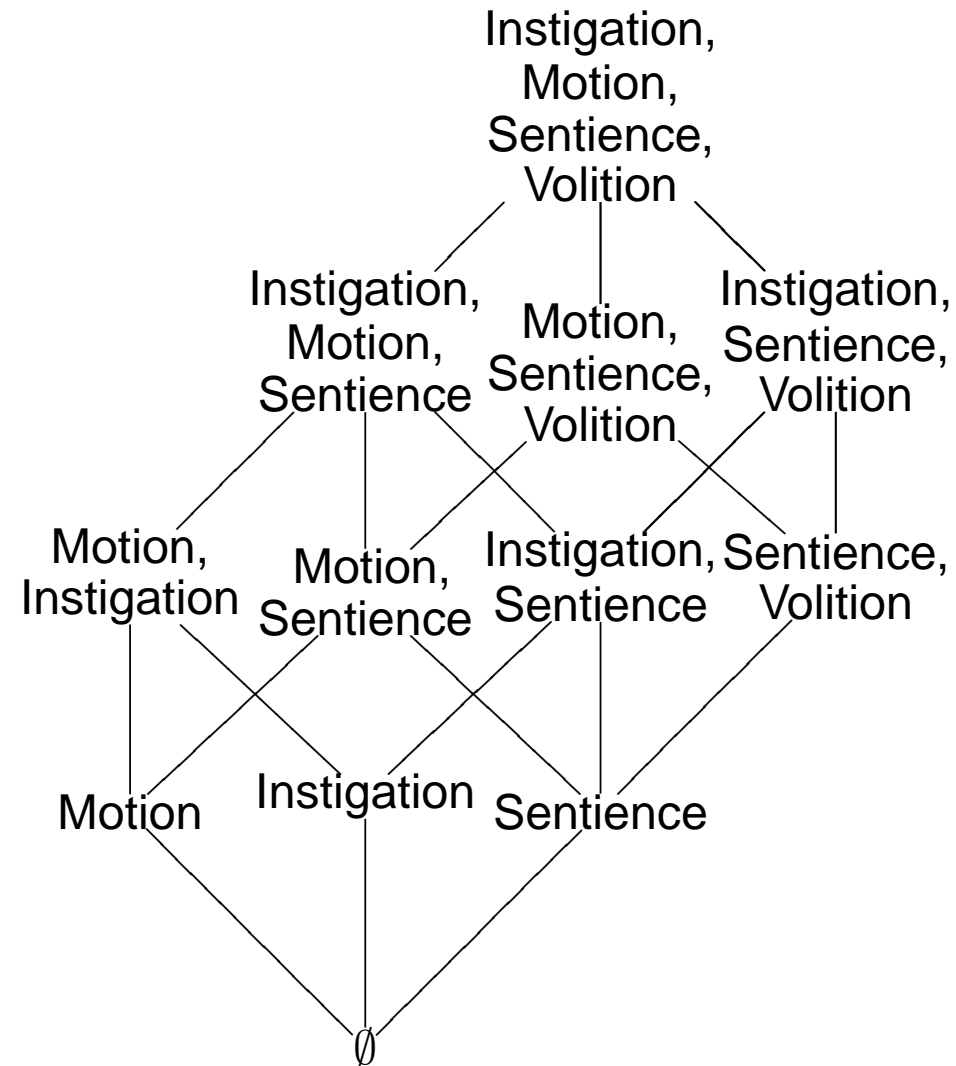 Instigation,
Motion,
Sentience,
Volition
Instigation,
Motion,
Sentience
Motion,
Sentience,
Volition
Instigation,
Sentience,
Volition
Motion,
Instigation
Motion,
Sentience
Instigation,
Sentience
Sentience,
Volition
Motion
Instigation
Sentience
∅